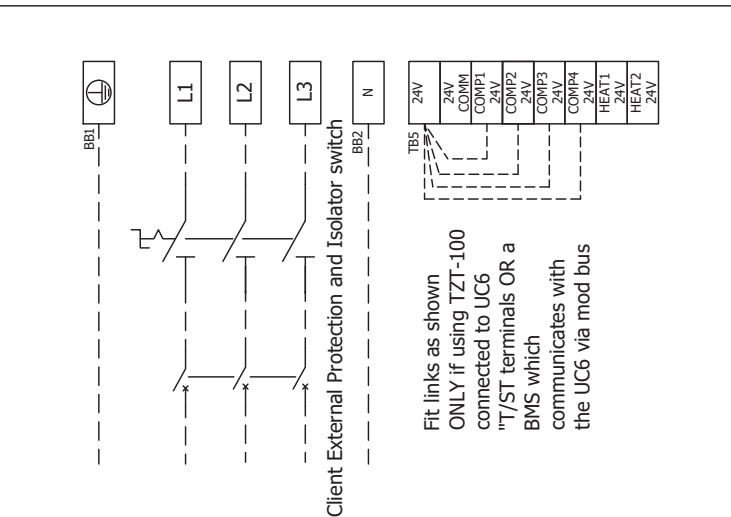 BB1
L1
L2
L3
BB2
N
TB5
24V
24V
COMM
COMP1
24V
COMP2
24V
COMP3
24V
COMP4
24V
HEAT1
24V
HEAT2
24V
Client External Protection and Isolator switch
Fit links as shown
ONLY if using TZT-100
connected to UC6
"T/ST terminals OR a
BMS which
communicates with
the UC6 via mod bus